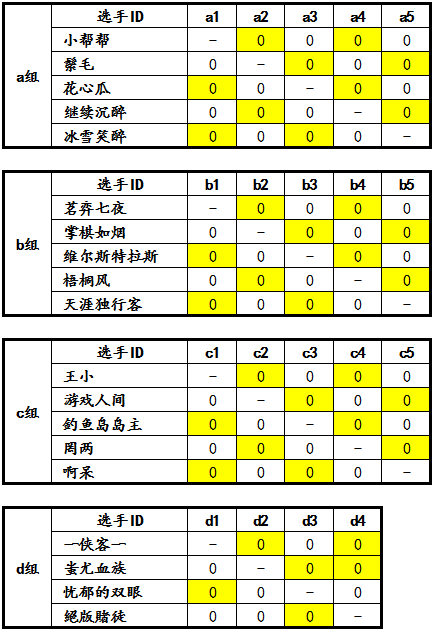 a组 选手ID a1 a2 a3 a4 a5
小帮帮 - 0 0 0 0
鬃毛 0 - 0 0 0
花心瓜 0 0 - 0 0
继续沉醉 0 0 0 - 0
冰雪笑醉 0 0 0 0 -
b组 选手ID b1 b2 b3 b4 b5
茗弈七夜 - 0 0 0 0
掌棋如烟 0 - 0 0 0
维尔斯特拉斯 0 0 - 0 0
梧桐风 0 0 0 - 0
天涯独行客 0 0 0 0 -
c组 选手ID c1 c2 c3 c4 c5
王小 - 0 0 0 0
游戏人间 0 - 0 0 0
钓鱼岛岛主 0 0 - 0 0
罔两 0 0 0 - 0
啊呆 0 0 0 0 -
d组 选手ID d1 d2 d3 d4
一侠客一 - 0 0 0
蚩尤血族 0 - 0 0
忧郁的双眼 0 0 - 0
绝版赌徒 0 0 0 -